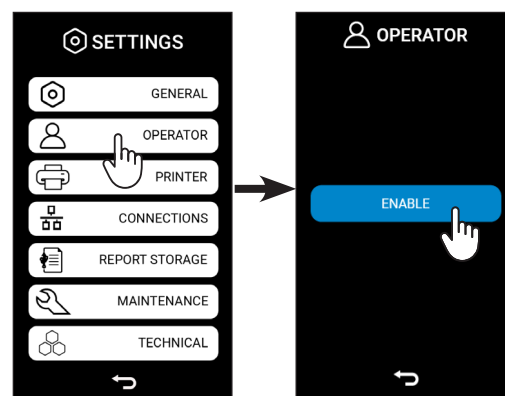 SETTINGS
GENERAL
OPERATOR
PRINTER
CONNECTIONS
REPORT STORAGE
MAINTENANCE
TECHNICAL
OPERATOR
ENABLE